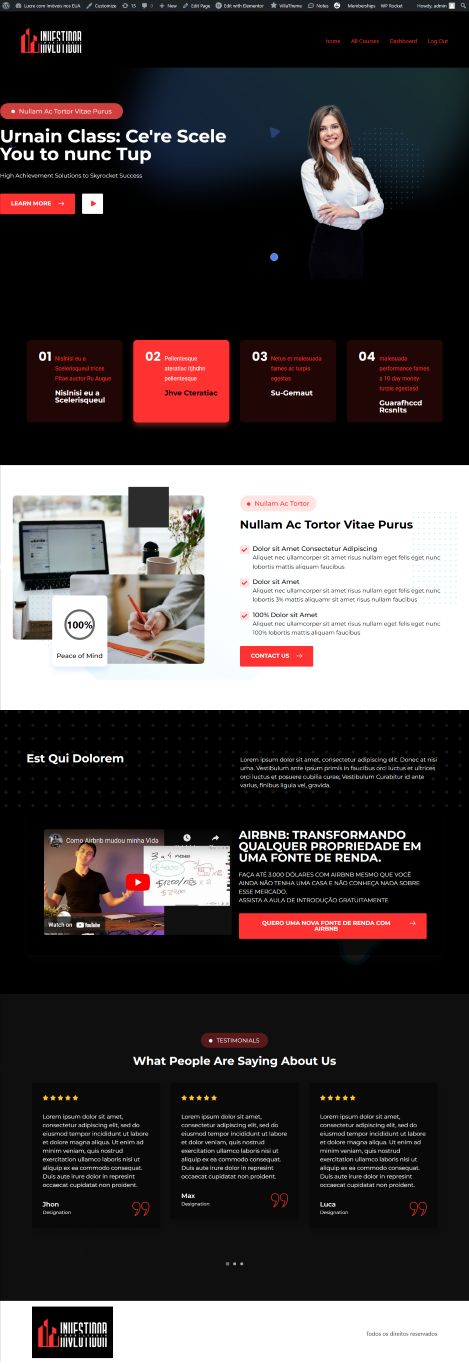 Lucre com Imóveis nos EUA Customize 15 0 New Edit Page Edit with Elementor VillaTheme Notes Memberships WP Rocket Howdy, admin
INVESTIDOR
home All Courses Dashboard Log Out
Nullam Ac Tortor Vitae Purus
Urnain Class: Ce're Scele
You to nunc Tup
High Achievement Solutions to Skyrocket Success
LEARN MORE
01 Nislnisi eu a
Scelerisqueul trices
Pitae auctor Ru Augue
Nislnisi eu a
Scelerisqueul
02 Pellentesque
ateratiac ltjhdhn
pellentesque
Jhve Cteratiac
03 Netus et malesuada
fames ac turpis
egestas
Su-Gemaut
04 malesuada
performance fames
a 10 day money-
turpis egestasd
Guarafhccd
Rcsnlts
100%
Peace of Mind
Nullam Ac Tortor
Nullam Ac Tortor Vitae Purus
Dolor sit Amet Consectetur Adipiscing
Aliquet nec ullamcorper sit amet risus nullam eget felis eget nunc
lobortis mattis aliquam faucibus
Dolor sit Amet
Aliquet nec ullamcorper sit amet risus nullam eget felis eget nunc
lobortis 3% mattis aliquamr sit amet risus nullam faucibus
100% Dolor sit Amet
Aliquet nec ullamcorper sit amet risus nullam eget felis eget nunc
100% lobortis mattis aliquam faucibus
CONTACT US
Est Qui Dolorem
Lorem ipsum dolor sit amet, consectetur adipiscing elit. Donec at nisi
urna. Vestibulum ante ipsum primis in faucibus orci luctus et ultrices
orci luctus et posuere cubilia curae; Vestibulum Curabitur id ante
varius, finibus ligula vel, gravida.
Como Airbnb mudou minha Vida
Watch on YouTube
AIRBNB: TRANSFORMANDO
QUALQUER PROPRIEDADE EM
UMA FONTE DE RENDA.
FAÇA ATÉ 3.000 DÓLARES COM AIRBNB MESMO QUE VOCÊ
AINDA NÃO TENHA UMA CASA E NÃO CONHEÇA NADA SOBRE
ESSE MERCADO.
ASSISTA A AULA DE INTRODUÇÃO GRATUITAMENTE
QUERO UMA NOVA FONTE DE RENDA COM
AIRBNB
TESTIMONIALS
What People Are Saying About Us
Lorem ipsum dolor sit amet,
consectetur adipiscing elit, sed do
eiusmod tempor incididunt ut labore
et dolore magna aliqua. Ut enim ad
minim veniam, quis nostrud
exercitation ullamco laboris nisi ut
aliquip ex ea commodo consequat.
Duis aute irure dolor in represint
occaecat cupidatat non proident.
Jhon
Designation
Lorem ipsum dolor sit amet,
consectetur adipiscing elit, sed do
eiusmod tempor incididunt ut labore
et dolor veniam, quis nostrud
exercitation ullamco laboris nisi ut
aliquip ex ea commodo consequat.
Duis aute irure dolor in represint
occaecat cupidatat non proident.
Max
Designation
Lorem ipsum dolor sit amet,
consectetur adipiscing elit, sed do
eiusmod tempor incididunt ut labore
et dolore magna aliqua. Ut enim ad
minim veniam, quis nostrud
exercitation ullamco laboris nisi ut
aliquip ex ea commodo consequat.
Duis aute irure dolor in represint
occaecat cupidatat non proident.
Luca
Designation
INVESTIDOR
Todos os direitos reservados